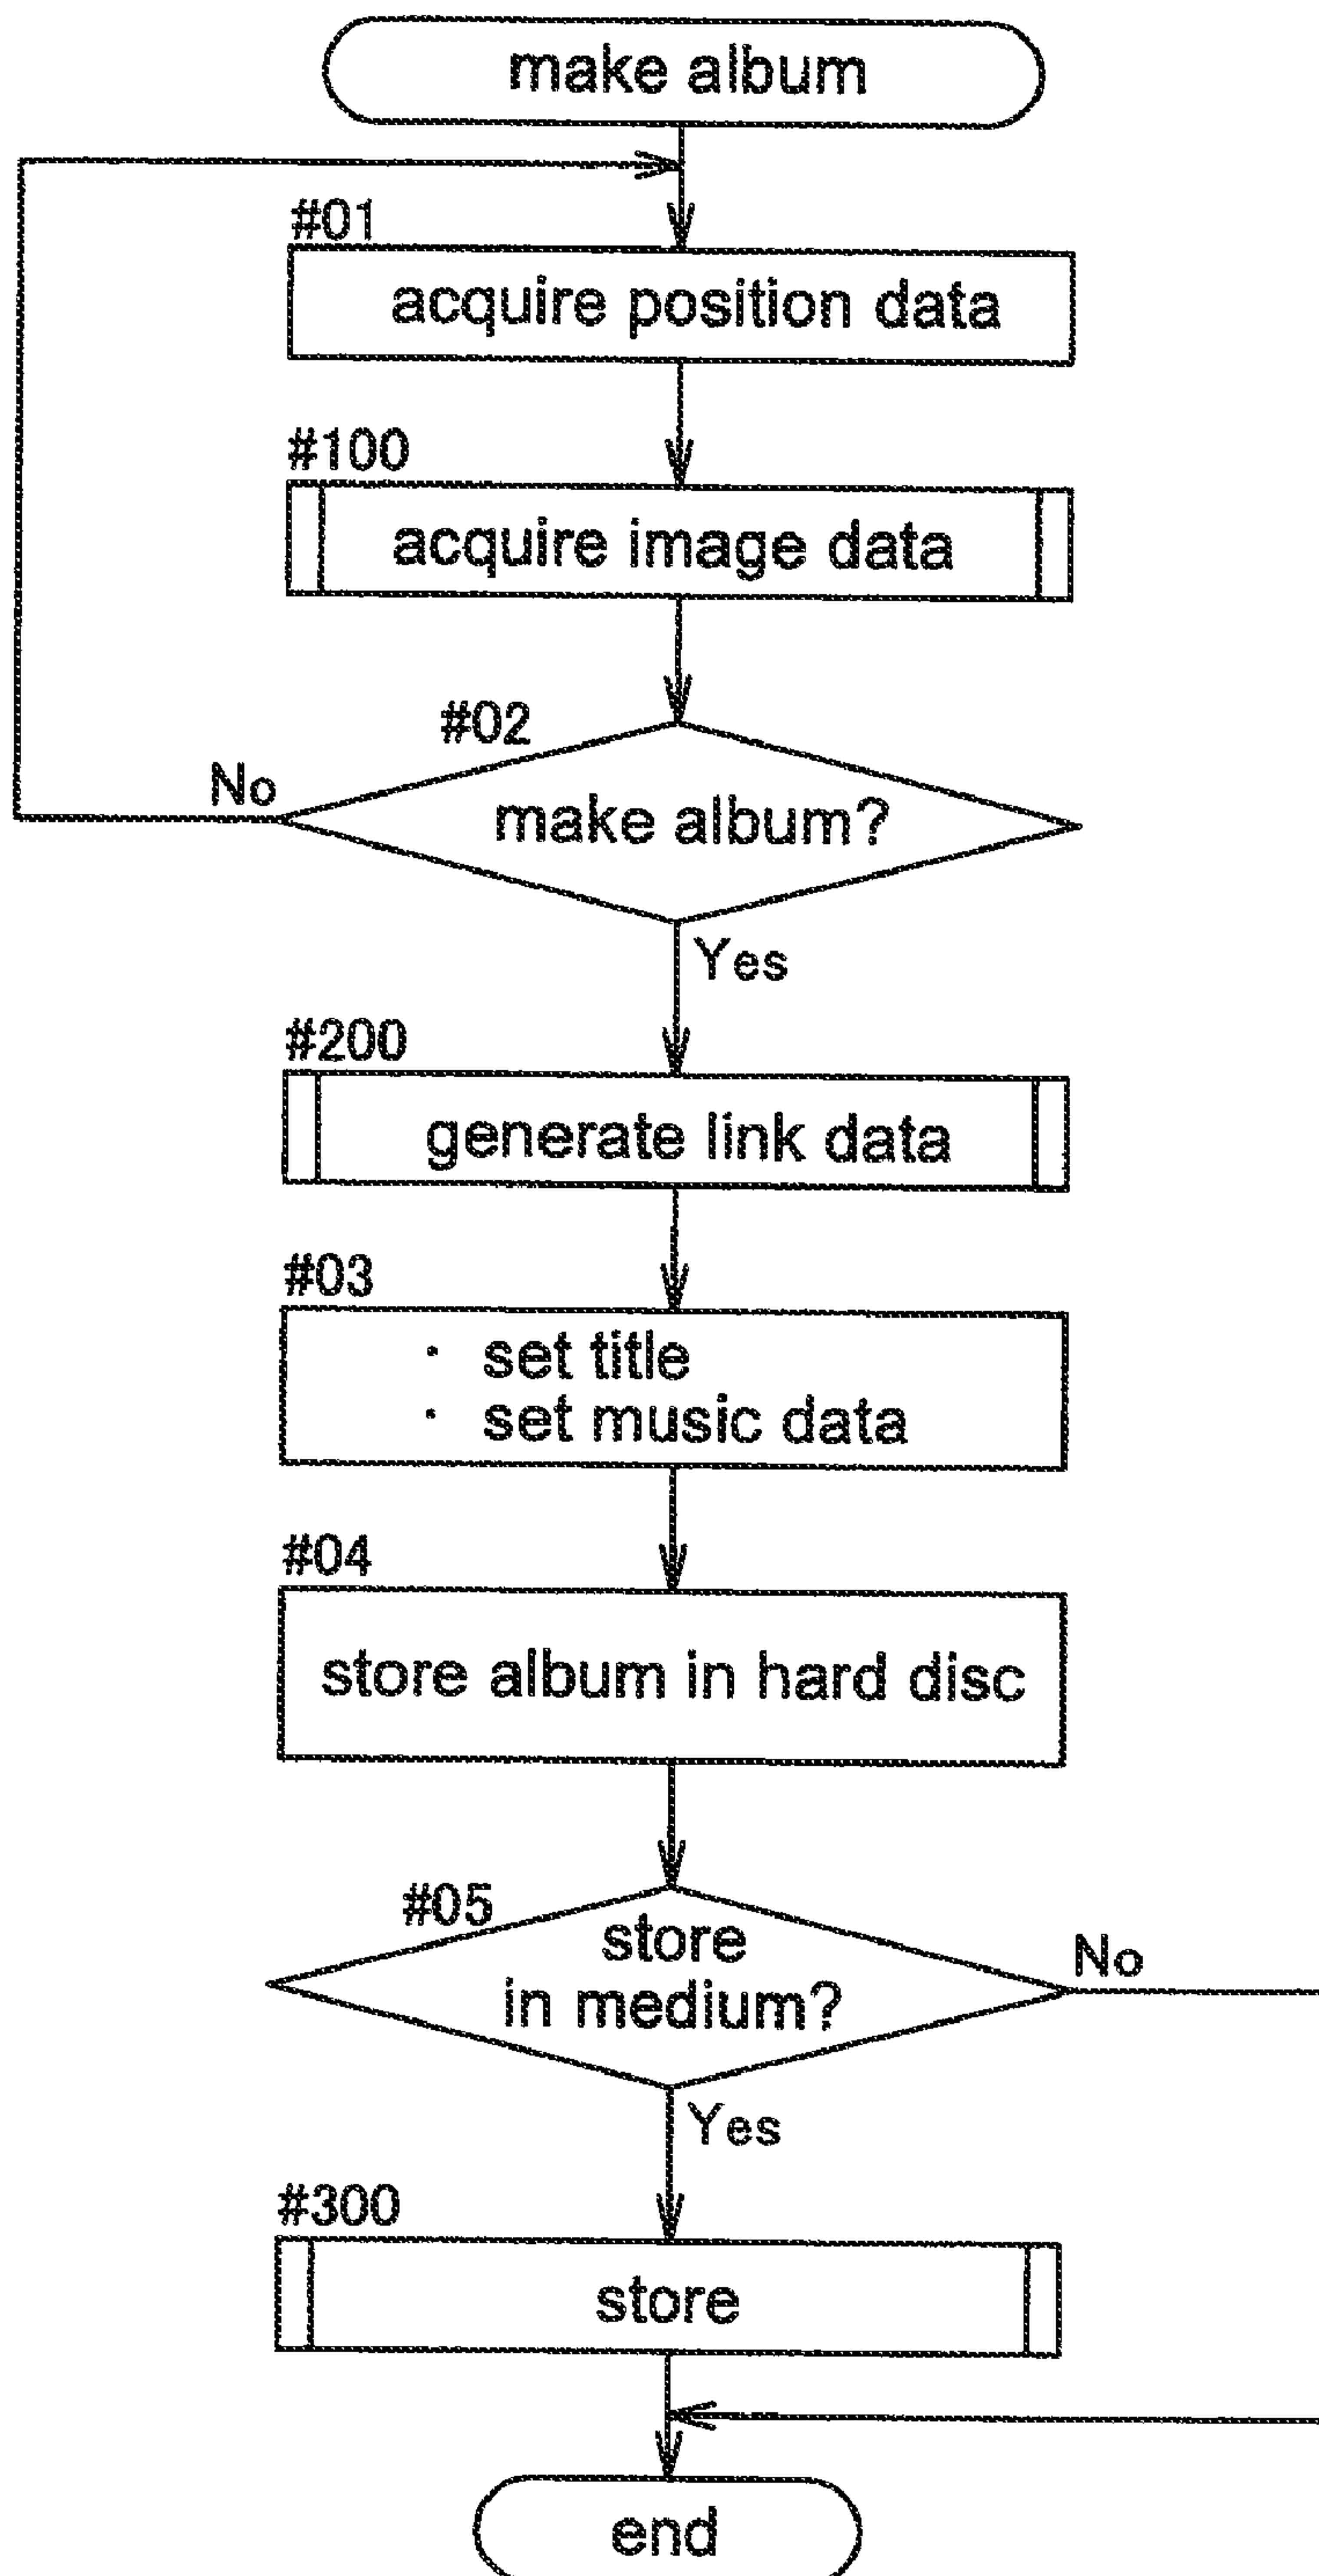 make album
#01
acquire position data
#100
acquire image data
#02
No
make album?
Yes
#200
generate link data
#03
· set title
· set music data
#04
store album in hard disc
#05
store
in medium?
No
Yes
#300
store
end